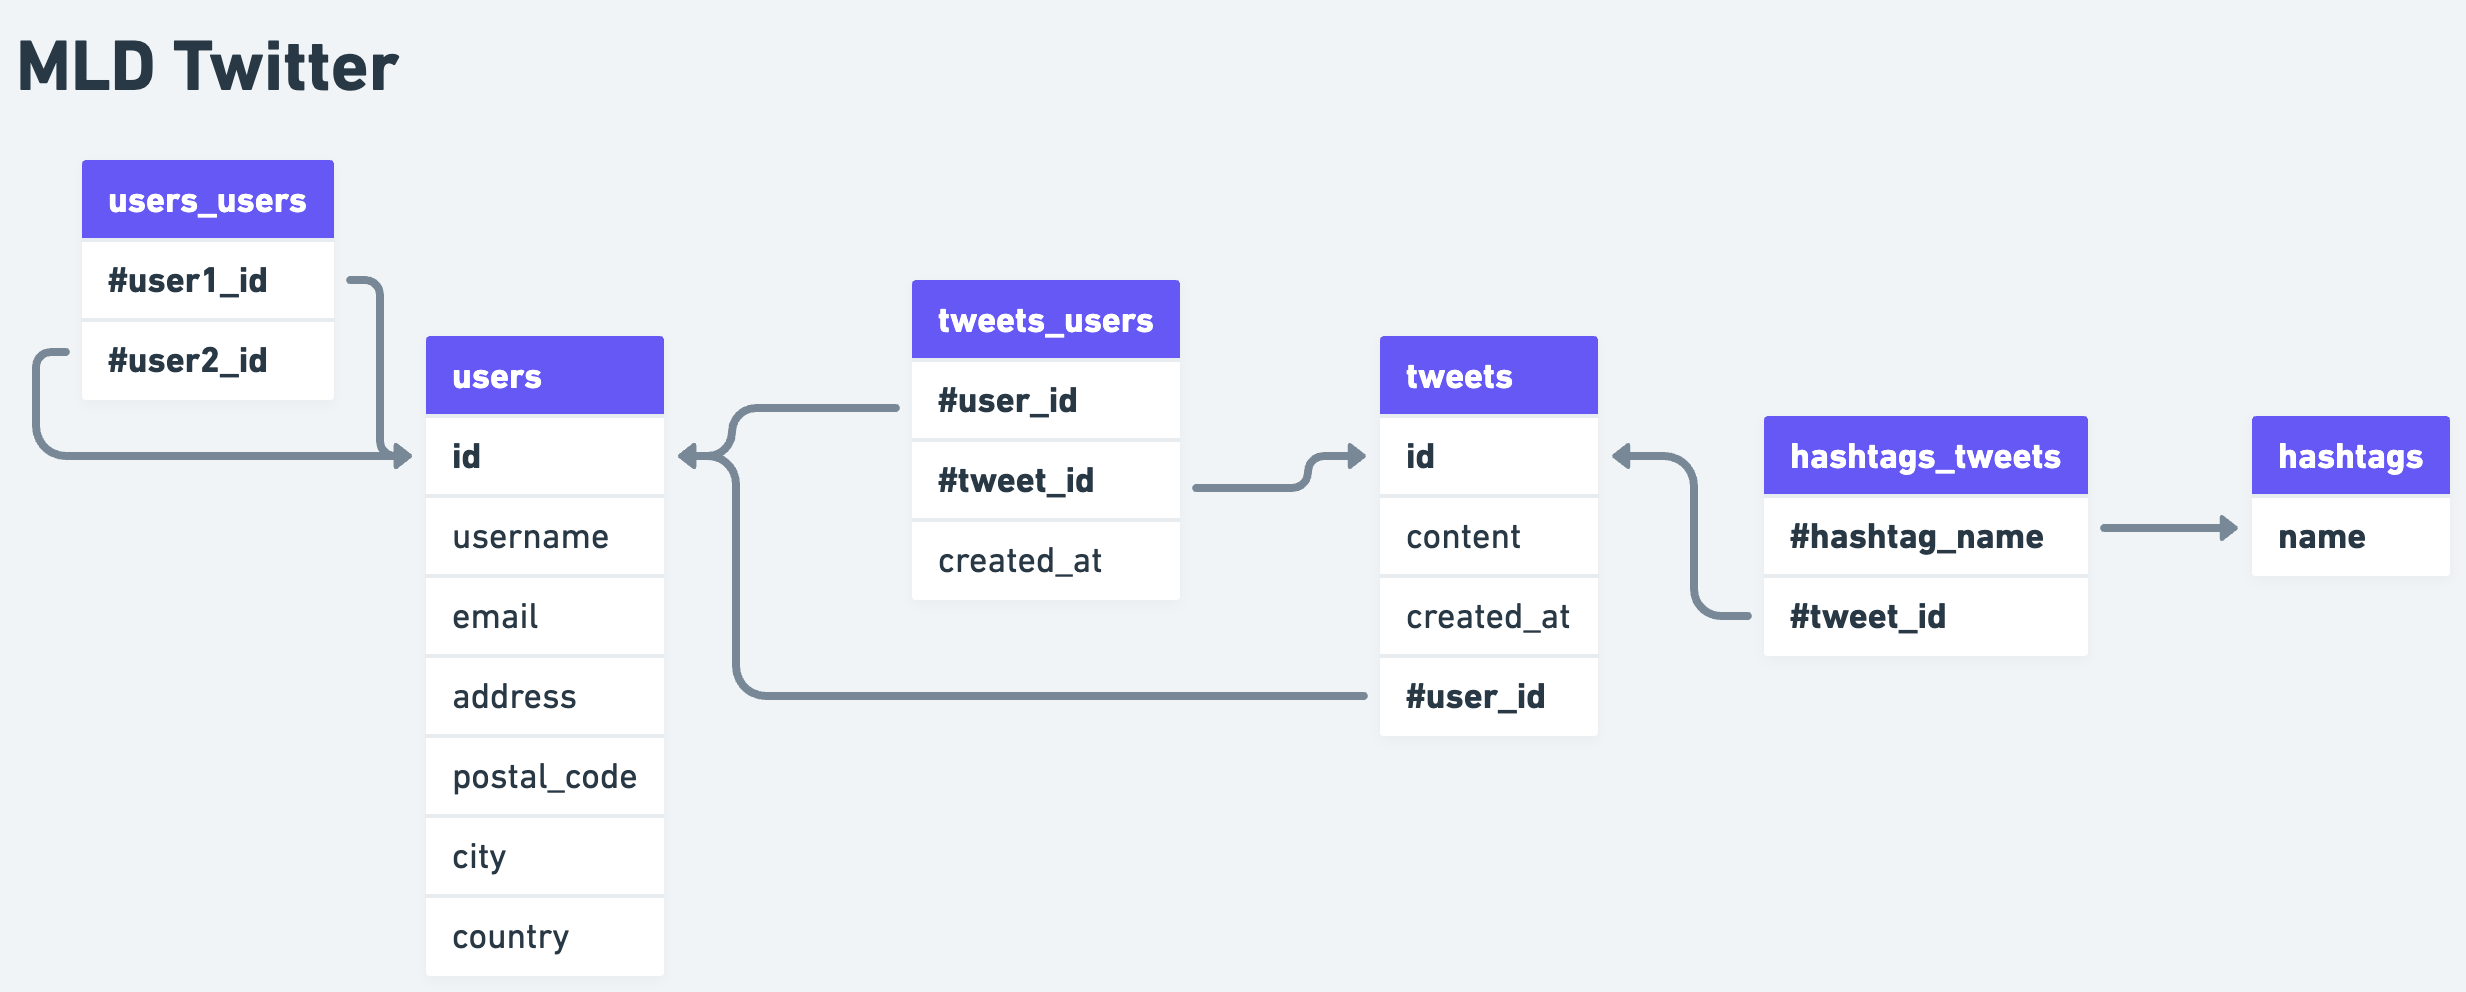 MLD Twitter
users_users
#user1_id
#user2_id
users
id
username
email
address
postal_code
city
country
tweets_users
#user_id
#tweet_id
created_at
tweets
id
content
created_at
#user_id
hashtags_tweets
#hashtag_name
#tweet_id
hashtags
name